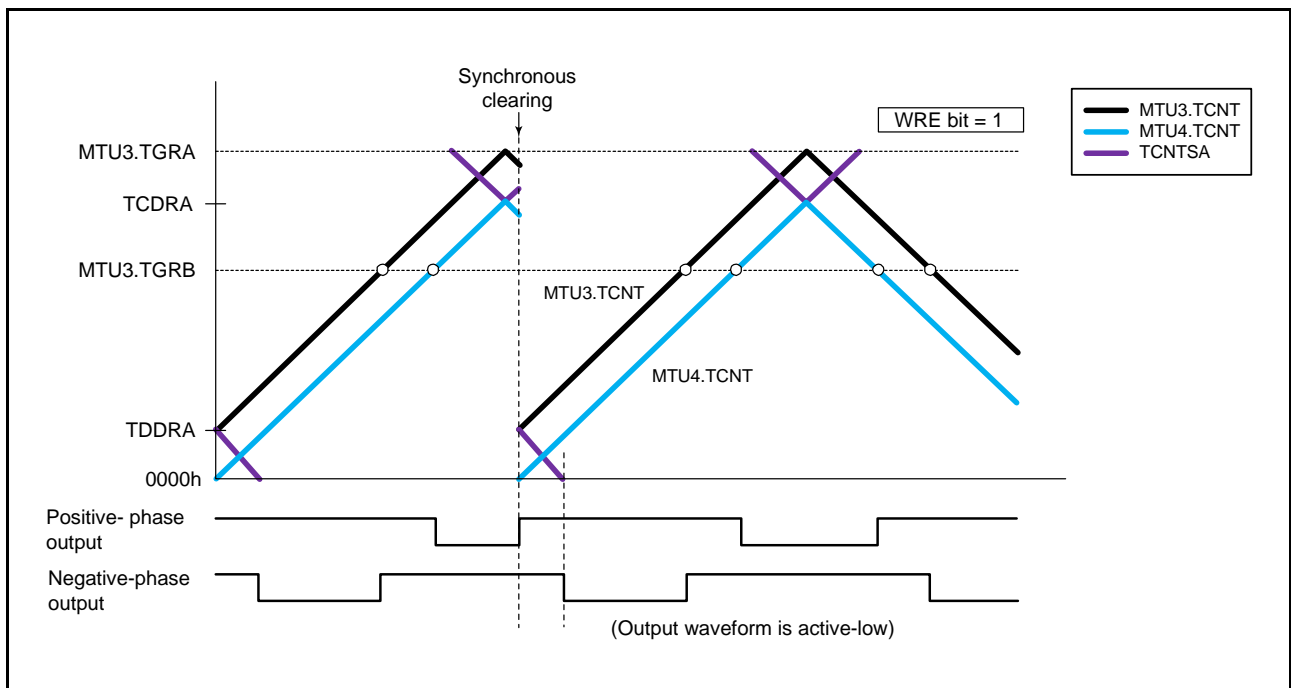 Synchronous
clearing
WRE bit = 1
MTU3.TCNT
MTU4.TCNT
TCNTSA
MTU3.TGRA
TCDRA
MTU3.TGRB
MTU3.TCNT
MTU4.TCNT
TDDRA
0000h
Positive- phase
output
Negative-phase
output
(Output waveform is active-low)